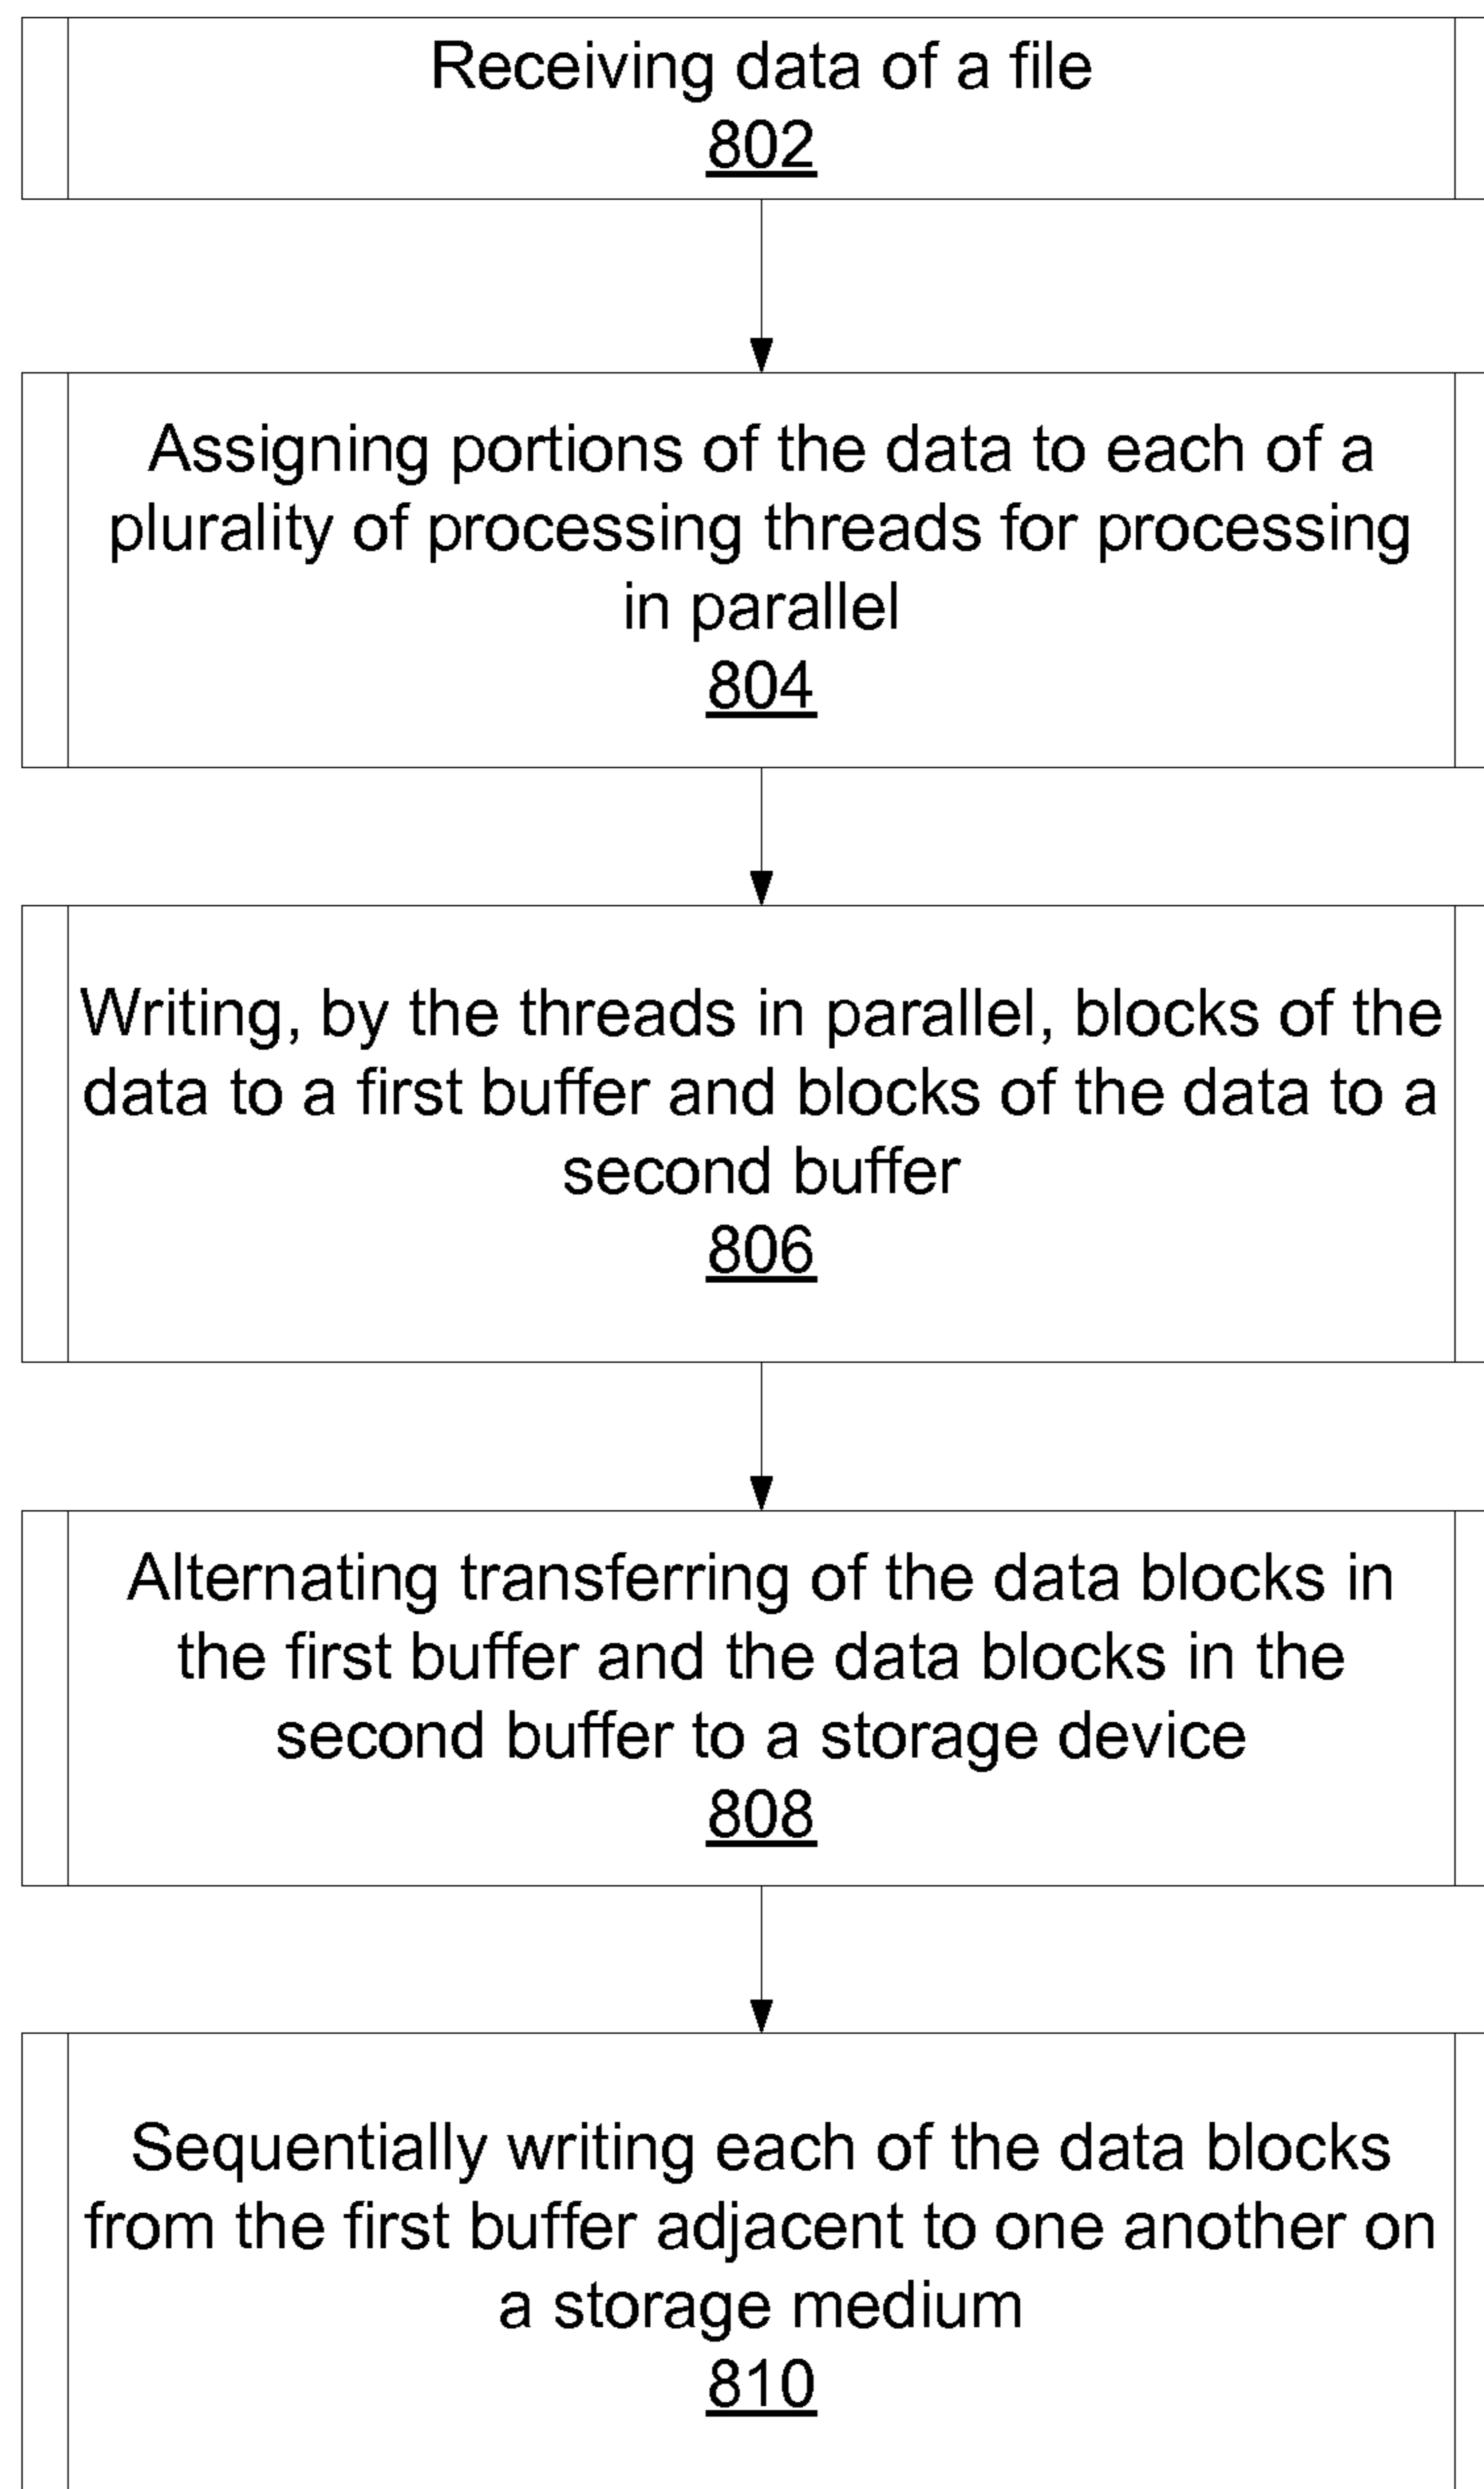 Receiving data of a file
802
Assigning portions of the data to each of a
plurality of processing threads for processing
in parallel
804
Writing, by the threads in parallel, blocks of the
data to a first buffer and blocks of the data to a
second buffer
806
Alternating transferring of the data blocks in
the first buffer and the data blocks in the
second buffer to a storage device
808
Sequentially writing each of the data blocks
from the first buffer adjacent to one another on
a storage medium
810